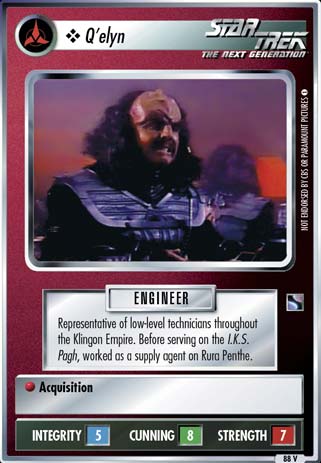 ❖ Q'elyn
STAR TREK
THE NEXT GENERATION
NOT ENDORSED BY CBS OR PARAMOUNT PICTURES
ENGINEER
Representative of low-level technicians throughout
the Klingon Empire. Before serving on the I.K.S.
Pagh, worked as a supply agent on Rura Penthe.
Acquisition
INTEGRITY 5 CUNNING 8 STRENGTH 7
88 V